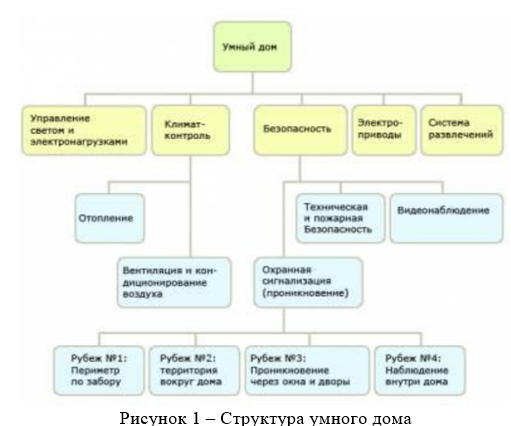 Умный дом
Управление
светом и
электронагрузками
Климат-
контроль
Безопасность
Электро-
приводы
Система
развлечений
Отопление
Техническая
и пожарная
Безопасность
Видеонаблюдение
Вентиляция и кон-
диционирование
воздуха
Охранная
сигнализация
(проникновение)
Рубеж №1:
Периметр
по забору
Рубеж №2:
территория
вокруг дома
Рубеж №3:
Проникновение
через окна и дворы
Рубеж №4:
Наблюдение
внутри дома
Рисунок 1 – Структура умного дома